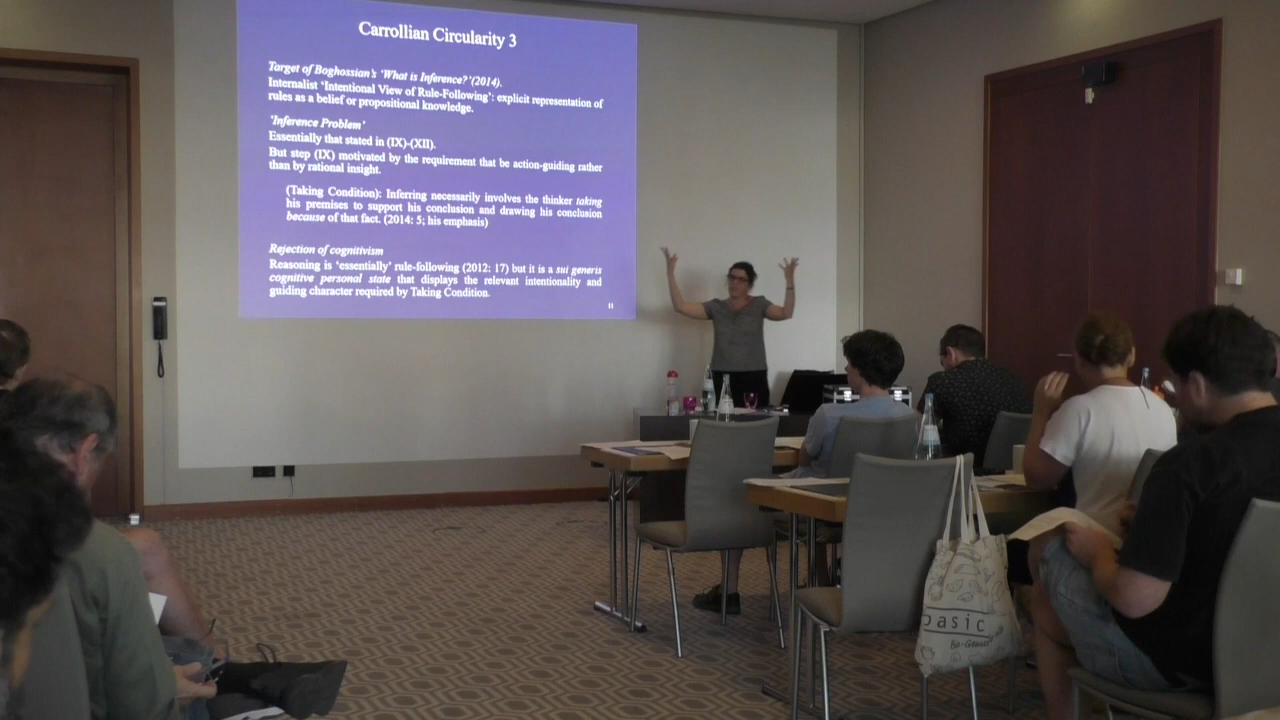 Carrollian Circularity 3
Target of Boghossian's 'What is Inference?'(2014).
Internalist 'Intentional View of Rule-Following': explicit representation of
rules as a belief or propositional knowledge.
'Inference Problem'
Essentially that stated in (IX)-(XII).
But step (IX) motivated by the requirement that be action-guiding rather
than by rational insight.
(Taking Condition): Inferring necessarily involves the thinker taking
his premises to support his conclusion and drawing his conclusion
because of that fact. (2014: 5; his emphasis)
Rejection of cognitivism
Reasoning is 'essentially' rule-following (2012: 17) but it is a sui generis
cognitive personal state that displays the relevant intentionality and
guiding character required by Taking Condition.
11
basic